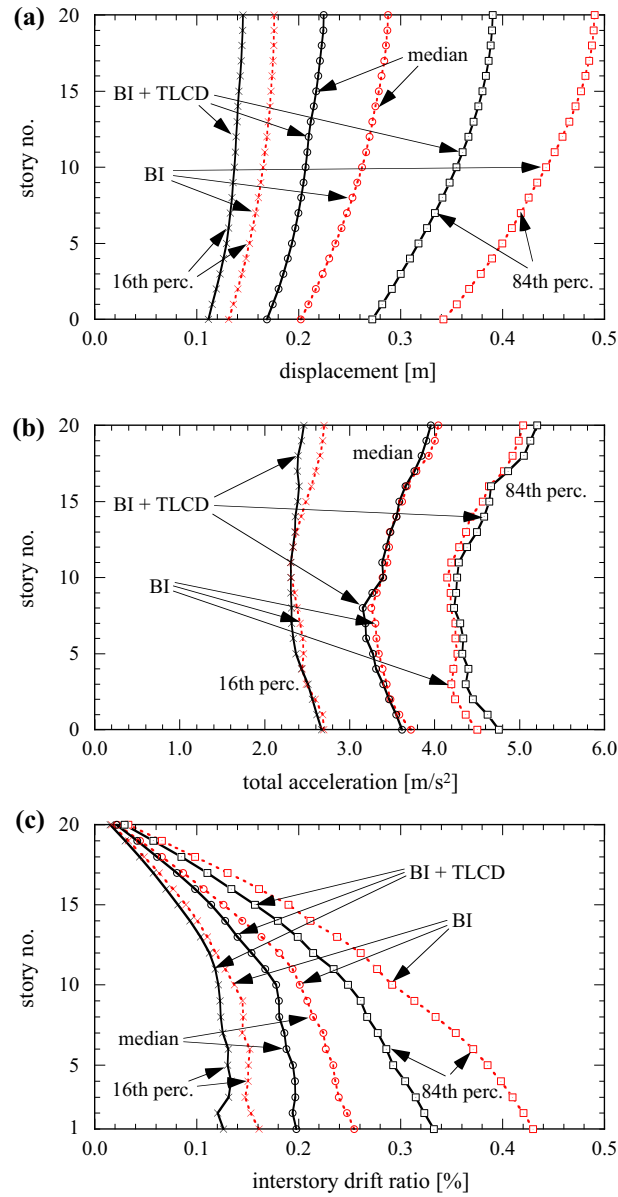 (a)
20
15
10
5
0
story no.
BI + TLCD
median
BI
16th perc.
84th perc.
0.0 0.1 0.2 0.3 0.4 0.5
displacement [m]
(b)
20
15
10
5
0
story no.
median
BI + TLCD
84th perc.
BI
16th perc.
0.0 1.0 2.0 3.0 4.0 5.0 6.0
total acceleration [m/s²]
(c)
20
15
10
5
1
story no.
BI + TLCD
BI
median
16th perc.
84th perc.
0.0 0.1 0.2 0.3 0.4 0.5
interstory drift ratio [%]